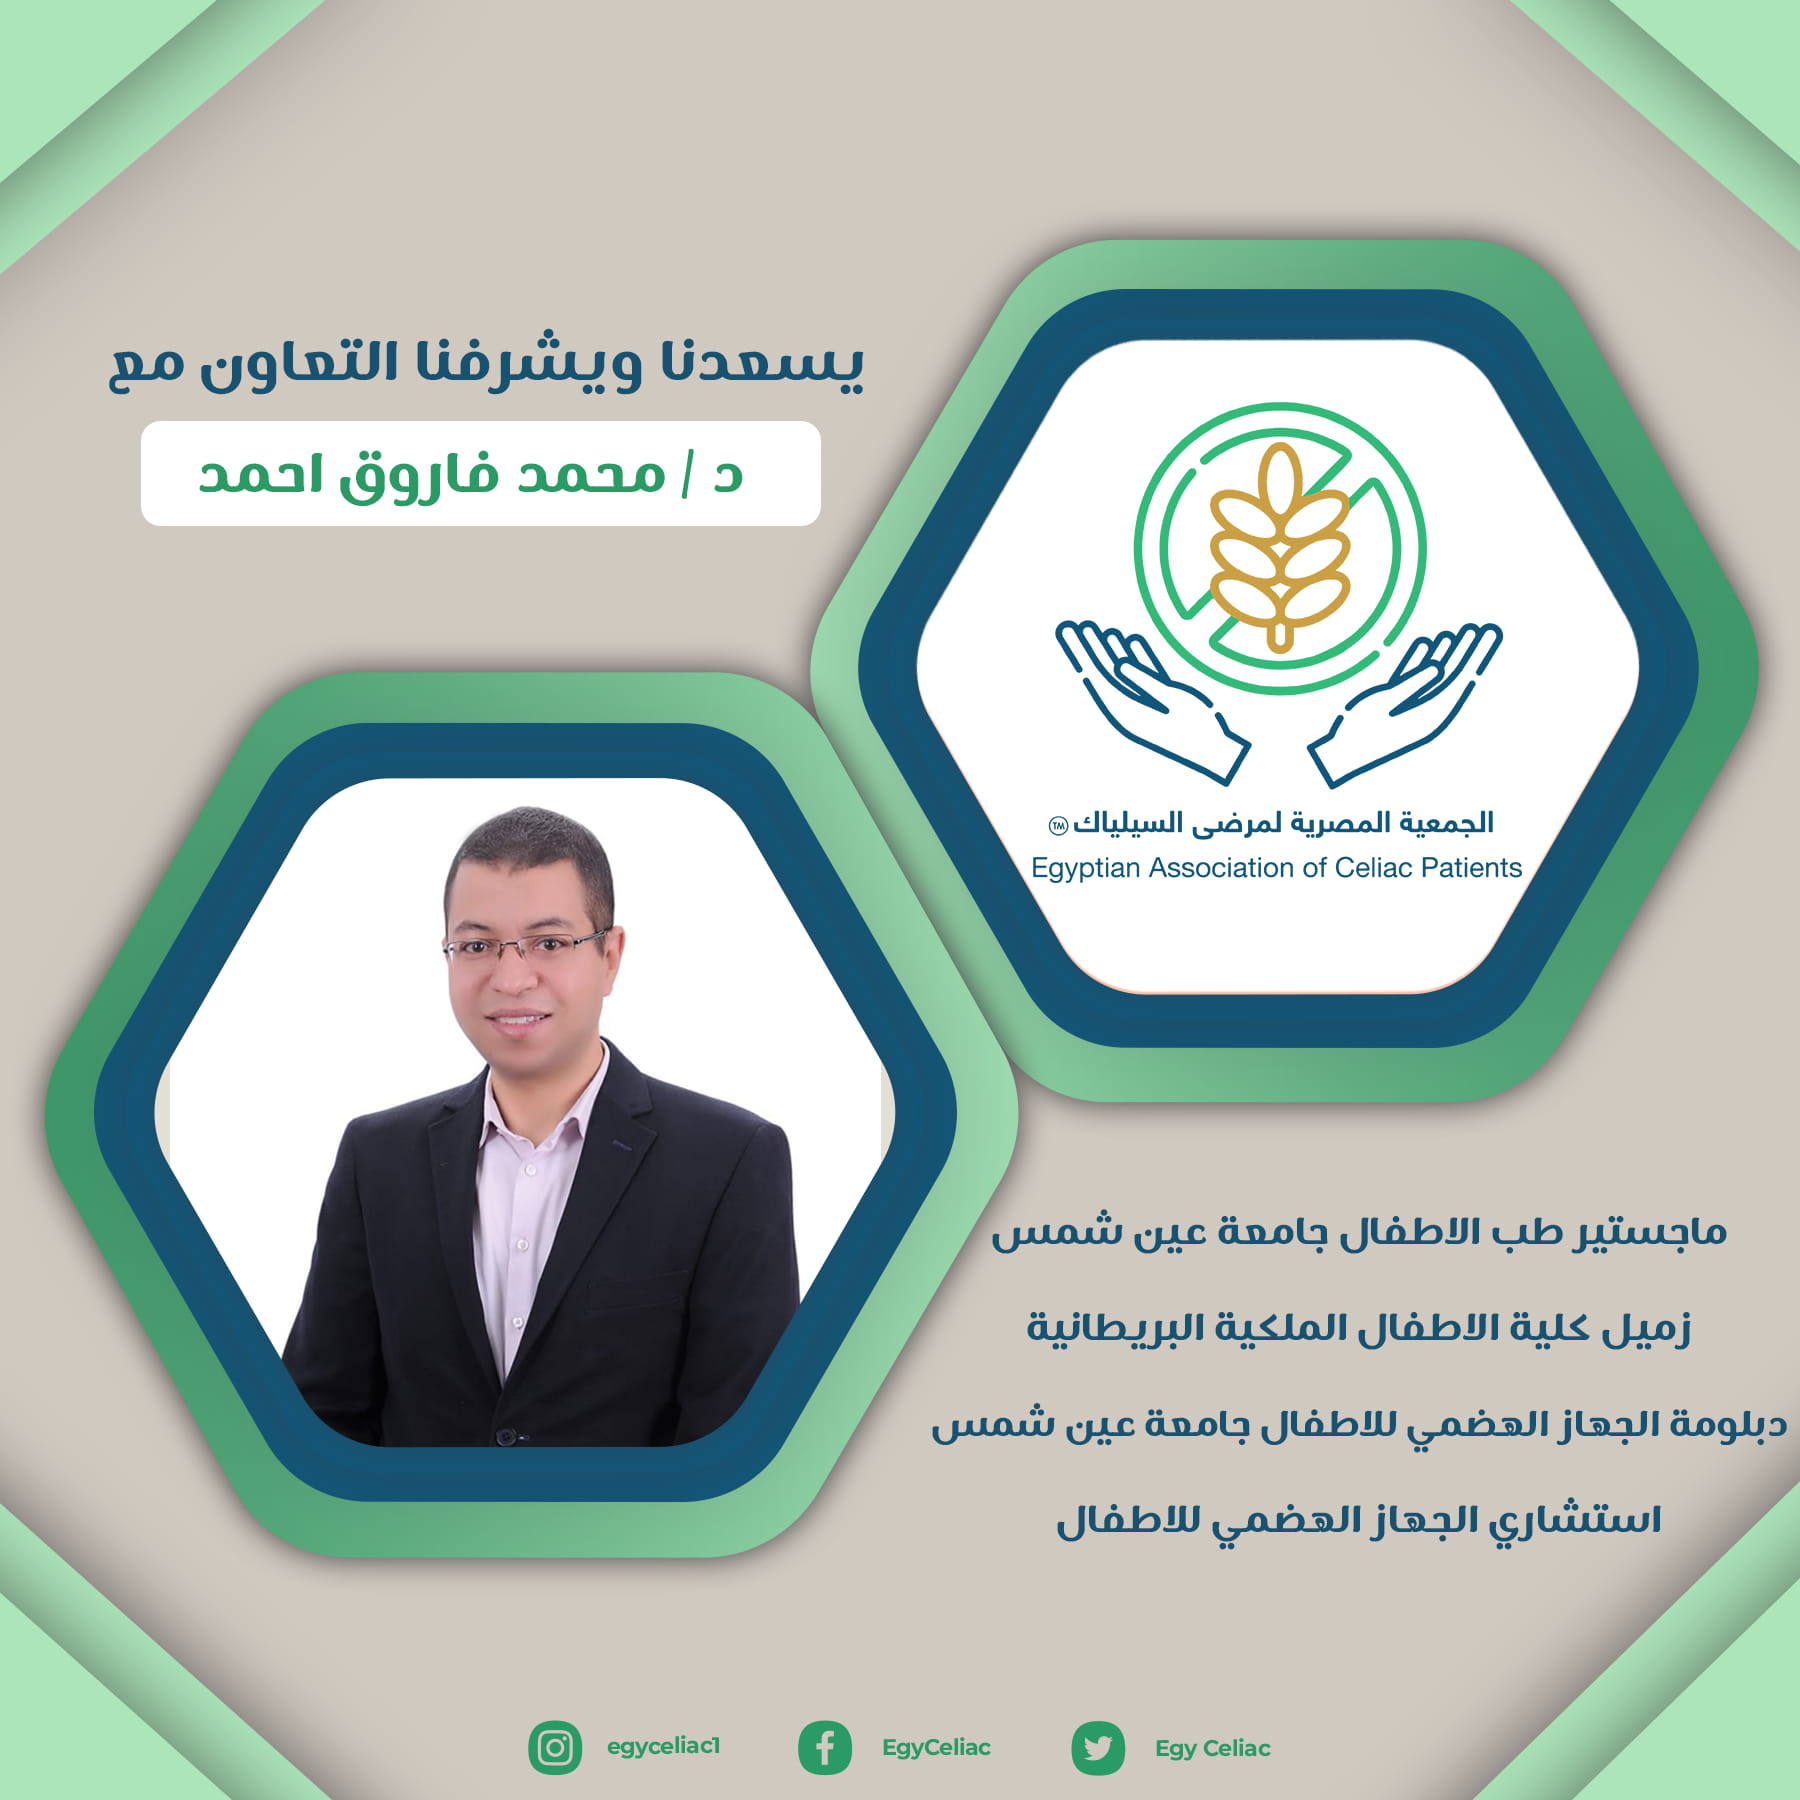 يسعدنا ويشرفنا التعاون مع
د / محمد فاروق احمد
الجمعية المصرية لمرضى السيلياك TM
Egyptian Association of Celiac Patients
ماجستير طب الاطفال جامعة عين شمس
زميل كلية الاطفال الملكية البريطانية
دبلومة الجهاز الهضمي للاطفال جامعة عين شمس
استشاري الجهاز الهضمي للاطفال
egyceliac1
EgyCeliac
Egy Celiac